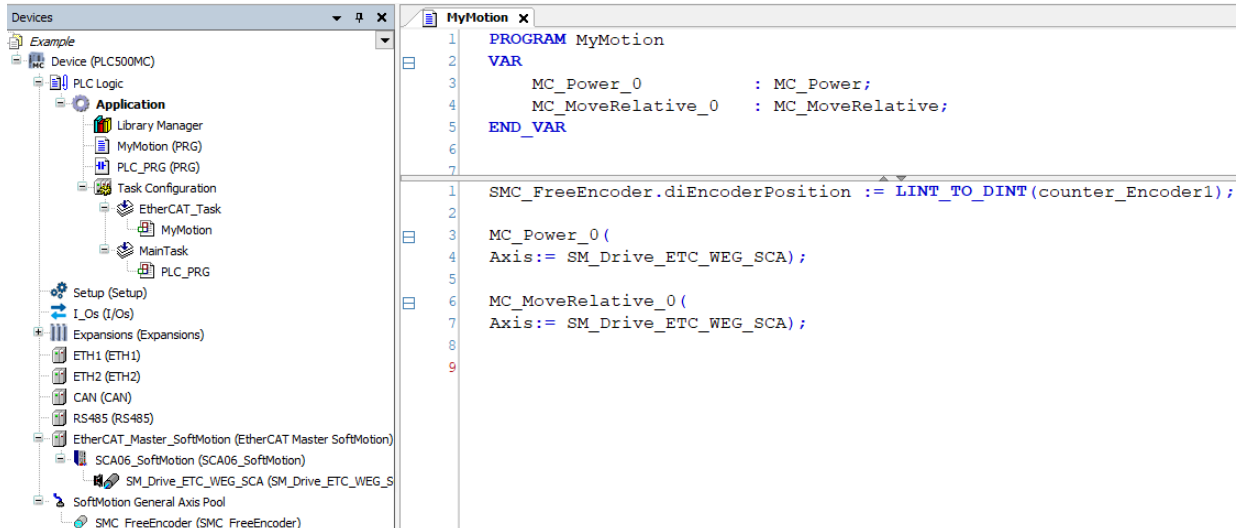 Devices
Example
Device (PLC500MC)
PLC Logic
Application
Library Manager
MyMotion (PRG)
PLC_PRG (PRG)
Task Configuration
EtherCAT_Task
MyMotion
MainTask
PLC_PRG
Setup (Setup)
I_Os (I/Os)
Expansions (Expansions)
ETH1 (ETH1)
ETH2 (ETH2)
CAN (CAN)
RS485 (RS485)
EtherCAT_Master_SoftMotion (EtherCAT Master SoftMotion)
SCA06_SoftMotion (SCA06_SoftMotion)
SM_Drive_ETC_WEG_SCA (SM_Drive_ETC_WEG_S
SoftMotion General Axis Pool
SMC_FreeEncoder (SMC_FreeEncoder)
MyMotion
1 PROGRAM MyMotion
2 VAR
3 MC_Power_0 : MC_Power;
4 MC_MoveRelative_0 : MC_MoveRelative;
5 END_VAR
6
7
1 SMC_FreeEncoder.diEncoderPosition := LINT_TO_DINT(counter_Encoder1);
2
3 MC_Power_0(
4 Axis:= SM_Drive_ETC_WEG_SCA);
5
6 MC_MoveRelative_0(
7 Axis:= SM_Drive_ETC_WEG_SCA);
8
9